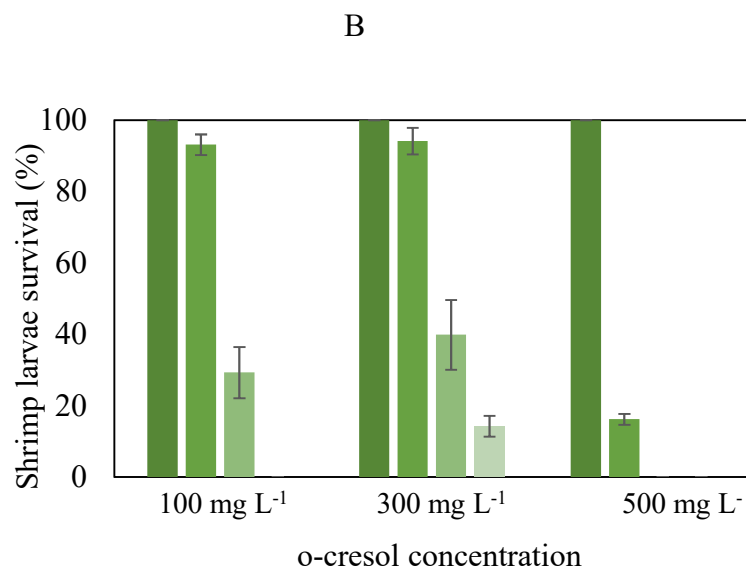 B
Shrimp larvae survival (%)
100
80
60
40
20
0
100 mg L-1
300 mg L-1
500 mg L-
o-cresol concentration